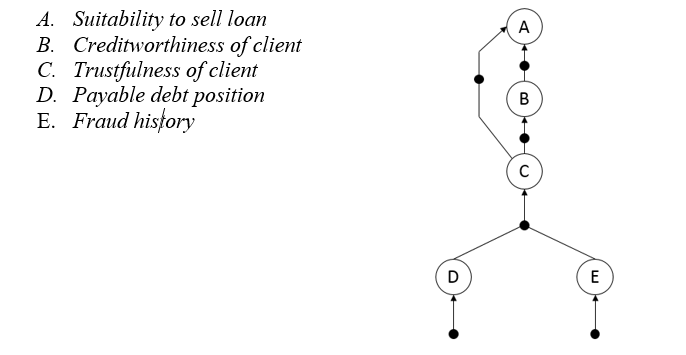 A. Suitability to sell loan
B. Creditworthiness of client
C. Trustfulness of client
D. Payable debt position
E. Fraud history
A
B
C
D E